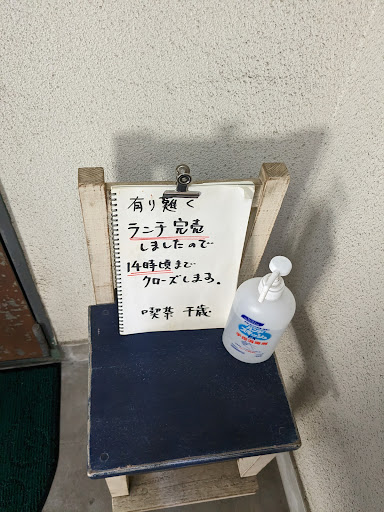 有り難く
ランチ完売
しましたので
14時頃まで
クローズします。
喫茶 千歳